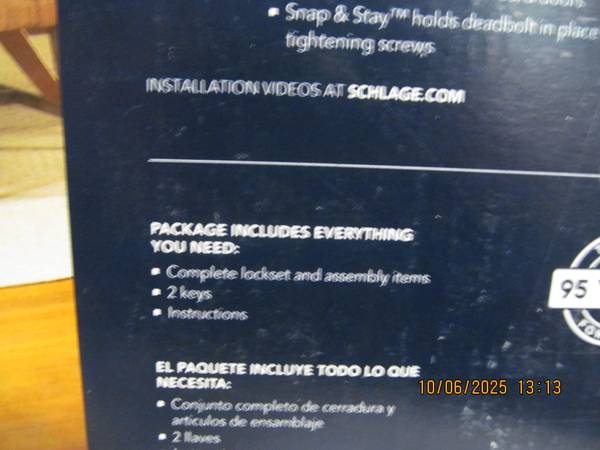 Snap & Stay™ holds deadbolt in place
tightening screws
INSTALLATION VIDEOS AT SCHLAGE.COM
PACKAGE INCLUDES EVERYTHING
YOU NEED:
▪ Complete lockset and assembly items
▪ 2 keys
▪ Instructions
95
EL PAQUETE INCLUYE TODO LO QUE
NECESITA:
▪ Conjunto completo de cerradura y
artículos de ensamblaje
▪ 2 llaves
10/06/2025 13:13